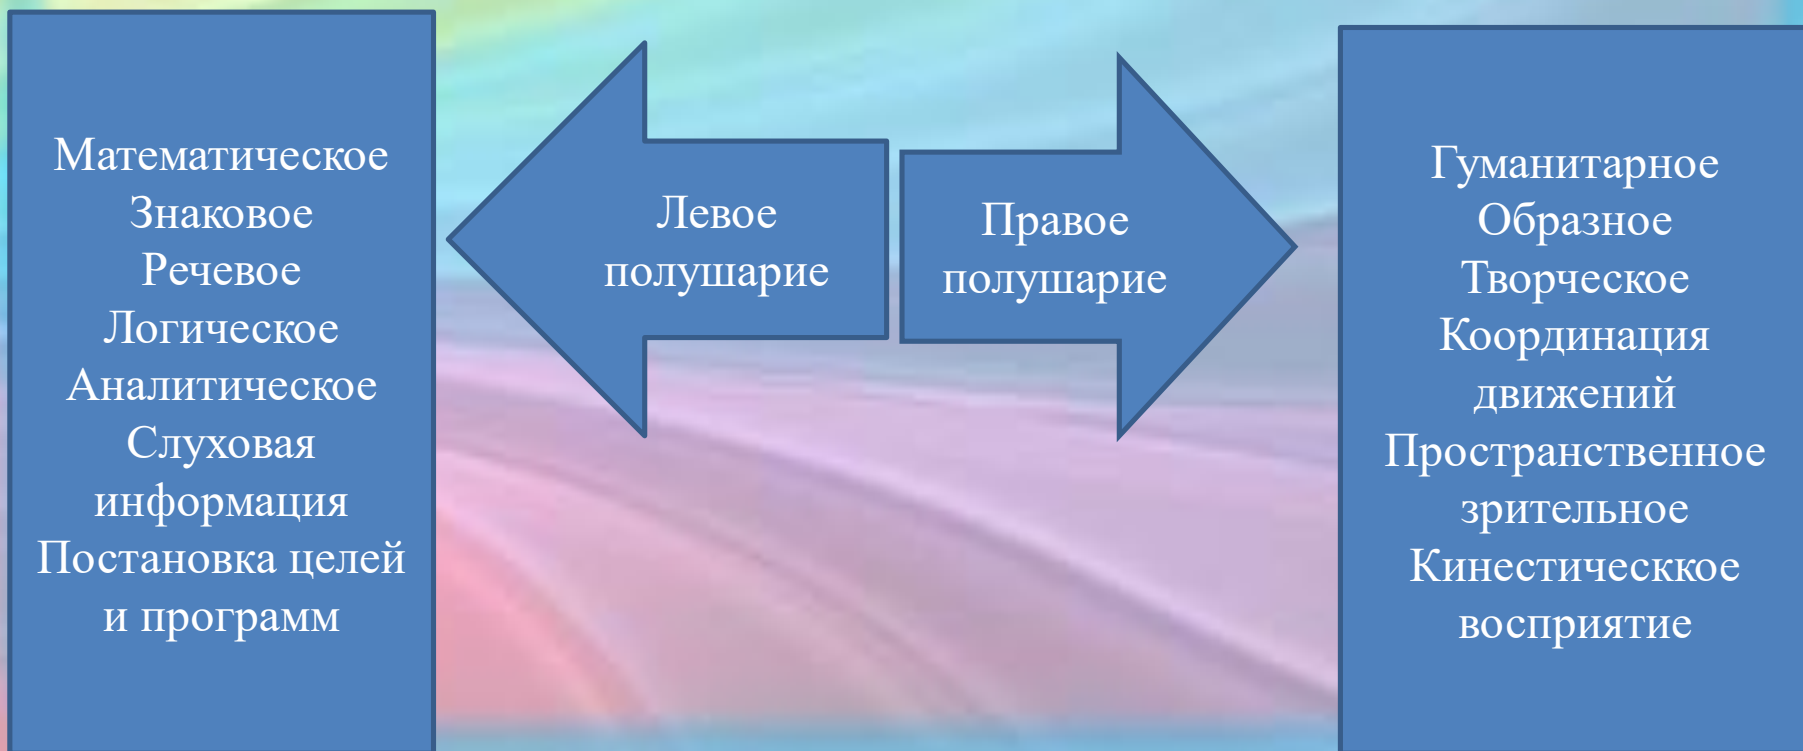 Математическое
Знаковое
Речевое
Логическое
Аналитическое
Слуховая
информация
Постановка целей
и программ
Левое
полушарие
Правое
полушарие
Гуманитарное
Образное
Творческое
Координация
движений
Пространственное
зрительное
Кинестическкое
восприятие